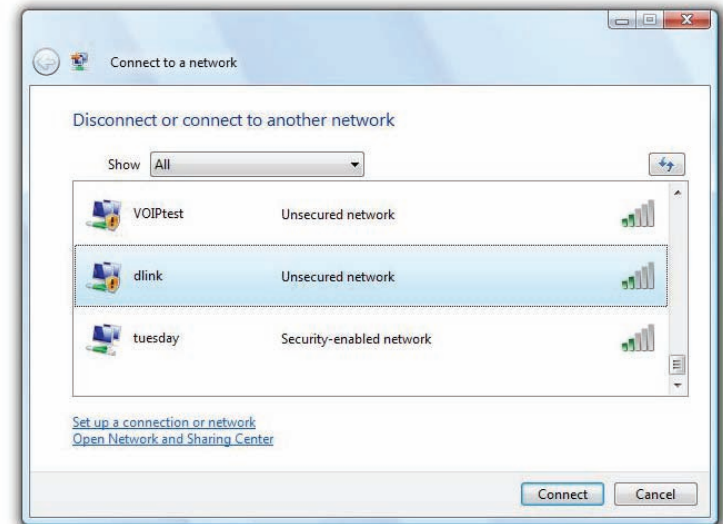 Connect to a network
Disconnect or connect to another network
Show All
VOIPtest Unsecured network
dlink Unsecured network
tuesday Security-enabled network
Set up a connection or network
Open Network and Sharing Center
Connect Cancel